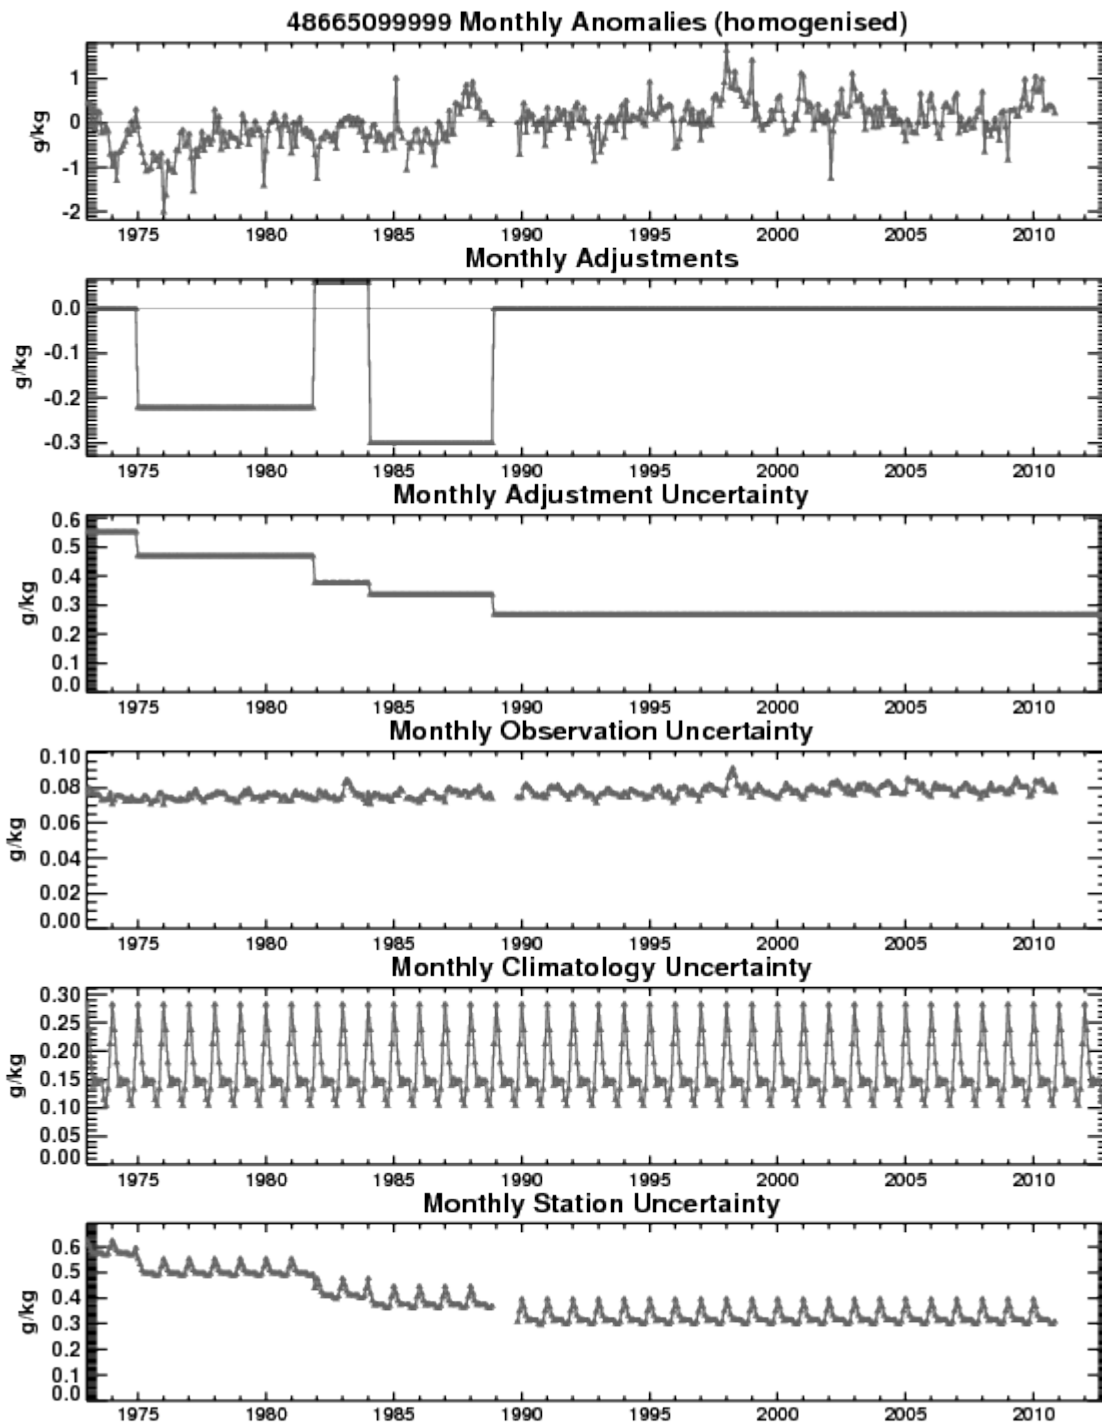 48665099999 Monthly Anomalies (homogenised)
g/kg
1
0
-1
-2
1975 1980 1985 1990 1995 2000 2005 2010
Monthly Adjustments
g/kg
0.0
-0.1
-0.2
-0.3
1975 1980 1985 1990 1995 2000 2005 2010
Monthly Adjustment Uncertainty
g/kg
0.6
0.5
0.4
0.3
0.2
0.1
0.0
1975 1980 1985 1990 1995 2000 2005 2010
Monthly Observation Uncertainty
g/kg
0.10
0.08
0.06
0.04
0.02
0.00
1975 1980 1985 1990 1995 2000 2005 2010
Monthly Climatology Uncertainty
g/kg
0.30
0.25
0.20
0.15
0.10
0.05
0.00
1975 1980 1985 1990 1995 2000 2005 2010
Monthly Station Uncertainty
g/kg
0.6
0.5
0.4
0.3
0.2
0.1
0.0
1975 1980 1985 1990 1995 2000 2005 2010